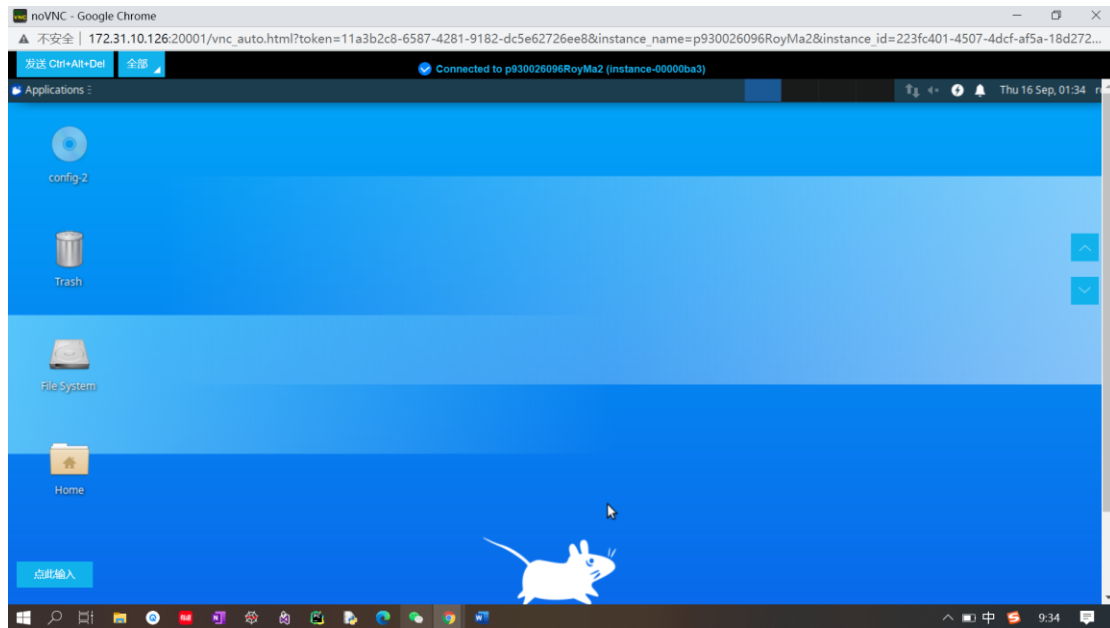 noVNC - Google Chrome
不安全 | 172.31.10.126:20001/vnc_auto.html?token=11a3b2c8-6587-4281-9182-dc5e62726ee8&instance_name=p930026096RoyMa2&instance_id=223fc401-4507-4dcf-af5a-18d272...
发送 Ctrl+Alt+Del 全部
Connected to p930026096RoyMa2 (instance-00000ba3)
Applications Thu 16 Sep, 01:34
config-2
Trash
File System
Home
点此输入
中 9:34